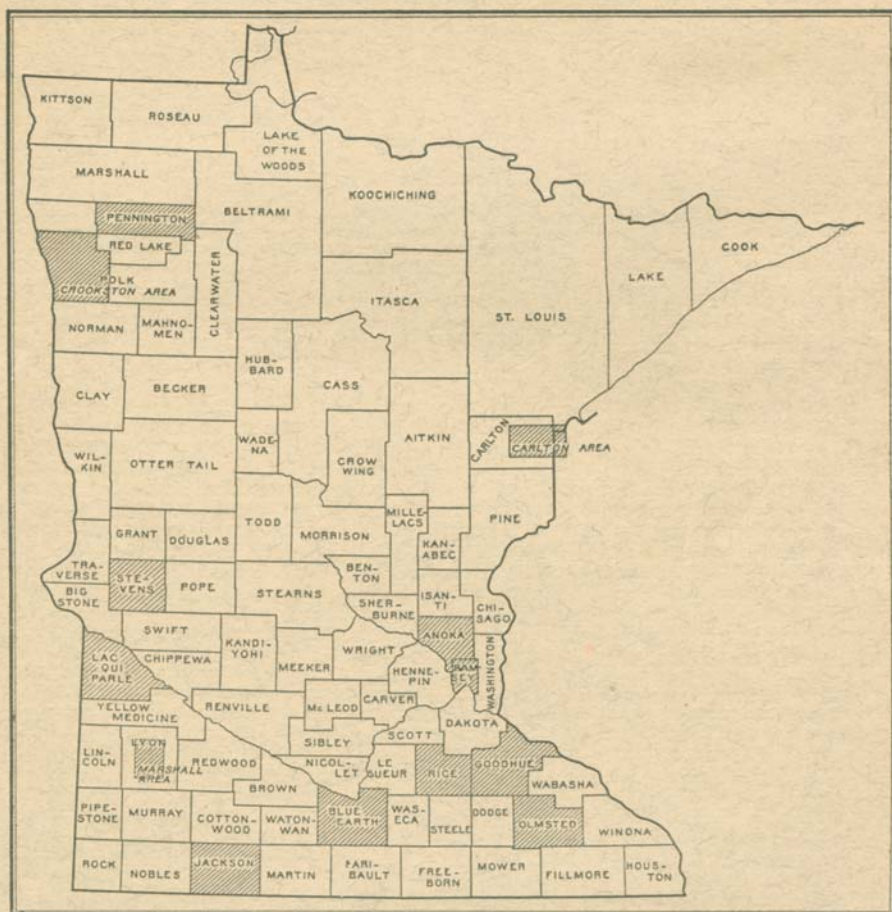 KITTSON
ROSEAU
LAKE
OF THE
WOODS
MARSHALL
KOOCHICHING
BELTRAMI
PENNINGTON
RED LAKE
COOK
LAKE
POLK
CROOKSTON AREA
CLEARWATER
ITASCA
ST. LOUIS
NORMAN
MAHNO-
MEN
HUB-
BARD
CLAY
BECKER
CASS
AITKIN
CARLTON
CARLTON AREA
WADE-
NA
WIL-
KIN
OTTER TAIL
CROW
WING
MILLE-
LACS
PINE
TODD
MORRISON
GRANT
DOUGLAS
KAN-
ABEC
TRA-
VERSE
STE-
VENS
POPE
BEN-
TON
BIG
STONE
STEARNS
ISAN-
TI
CHI-
SAGO
SHER-
BURNE
SWIFT
ANOKA
KANDI-
YOHI
LAC
QUI
PARLE
CHIPPEWA
MEEKER
WRIGHT
HENNE-
PIN
RAM-
SEY
WASHINGTON
YELLOW
MEDICINE
RENVILLE
Mc LEOD
CARVER
DAKOTA
SCOTT
SIBLEY
LIN-
COLN
LYON
MARSHALL
AREA
REDWOOD
NICOL-
LET
LE
SUEUR
RICE
GOODHUE
WABASHA
BROWN
PIPE-
STONE
MURRAY
COTTON-
WOOD
WATON-
WAN
BLUE
EARTH
WAS-
ECA
STEELE
DODGE
OLMSTED
WINONA
ROCK
NOBLES
JACKSON
MARTIN
FARI-
BAULT
FREE-
BORN
MOWER
FILLMORE
HOUS-
TON